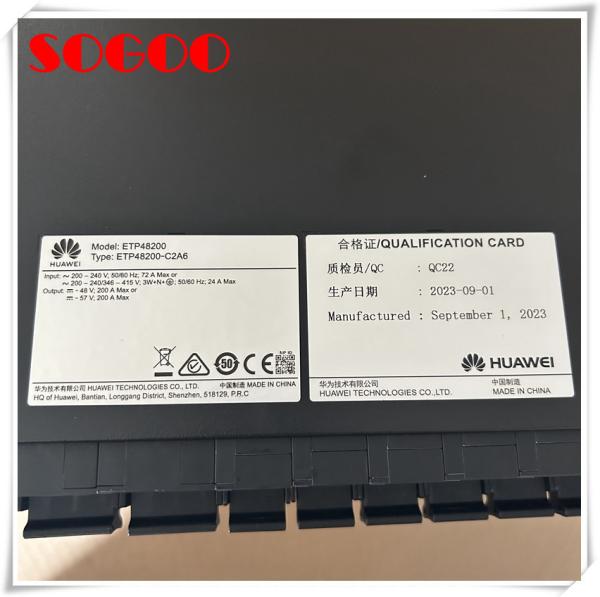 SOGOO
HUAWEI
Model: ETP48200
Type: ETP48200-C2A6
Input: ～ 200 – 240 V; 50/60 Hz; 72 A Max or
～ 200 – 240/346 – 415 V; 3W+N+⏚; 50/60 Hz; 24 A Max
Output: ⎓ – 48 V; 200 A Max or
⎓ – 57 V; 200 A Max
50
华为技术有限公司 HUAWEI TECHNOLOGIES CO.,LTD. 中国制造 MADE IN CHINA
HQ of Huawei, Bantian, Longgang District, Shenzhen, 518129, P.R.C
合格证/QUALIFICATION CARD
质检员/QC : QC22
生产日期 : 2023-09-01
Manufactured : September 1, 2023
HUAWEI
华为技术有限公司 中国制造
HUAWEI TECHNOLOGIES CO.,LTD. MADE IN CHINA